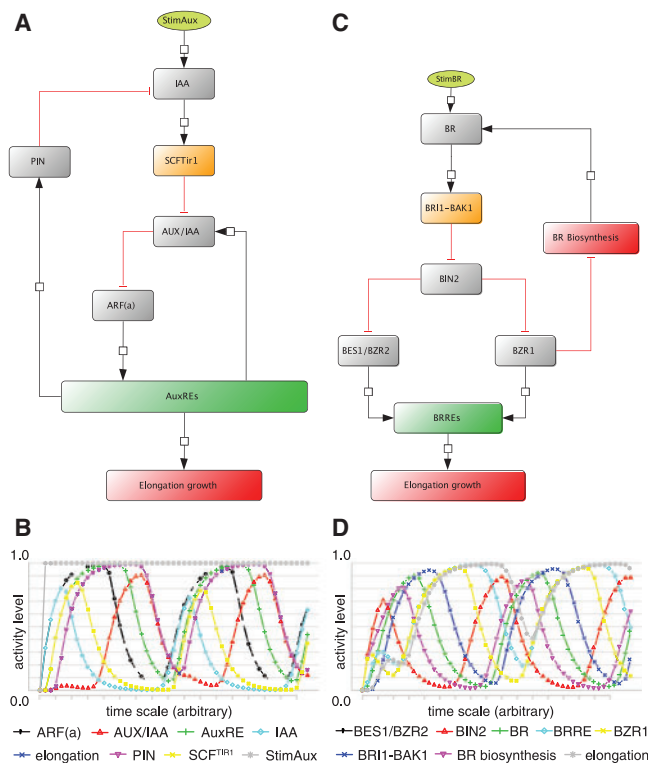 A
StimAux
IAA
PIN
SCFTir1
AUX/IAA
ARF(a)
AuxREs
Elongation growth
C
StimBR
BR
BRI1-BAK1
BR Biosynthesis
BIN2
BES1/BZR2
BZR1
BRREs
Elongation growth
B
1.0
activity level
0.0
time scale (arbitrary)
ARF(a) AUX/IAA AuxRE IAA
elongation PIN SCFTIR1 StimAux
D
1.0
activity level
0.0
time scale (arbitrary)
BES1/BZR2 BIN2 BR BRRE BZR1
BRI1-BAK1 BR biosynthesis elongation